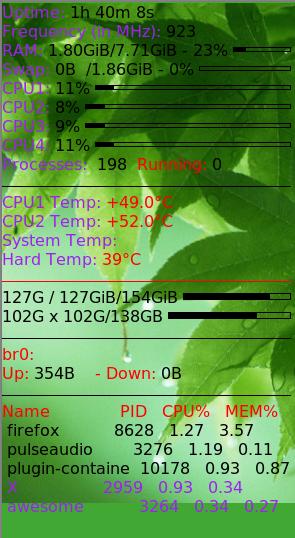 Uptime: 1h 40m 8s
Frequency (in MHz): 923
RAM: 1.80GiB/7.71GiB - 23%
Swap: 0B /1.86GiB - 0%
CPU1: 11%
CPU2: 8%
CPU3: 9%
CPU4: 11%
Processes: 198 Running: 0
CPU1 Temp: +49.0°C
CPU2 Temp: +52.0°C
System Temp:
Hard Temp: 39°C
127G / 127GiB/154GiB
102G x 102G/138GB
br0:
Up: 354B - Down: 0B
Name PID CPU% MEM%
firefox 8628 1.27 3.57
pulseaudio 3276 1.19 0.11
plugin-containe 10178 0.93 0.87
X 2959 0.93 0.34
awesome 3264 0.34 0.27